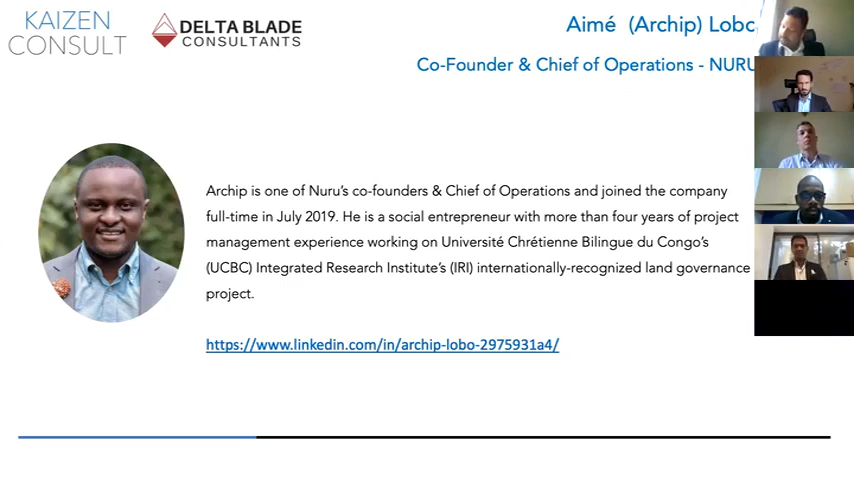 KAIZEN
CONSULT
DELTA BLADE
CONSULTANTS
Aimé (Archip) Lobo
Co-Founder & Chief of Operations - NURU
Archip is one of Nuru’s co-founders & Chief of Operations and joined the company
full-time in July 2019. He is a social entrepreneur with more than four years of project
management experience working on Université Chrétienne Bilingue du Congo’s
(UCBC) Integrated Research Institute’s (IRI) internationally-recognized land governance
project.
https://www.linkedin.com/in/archip-lobo-2975931a4/